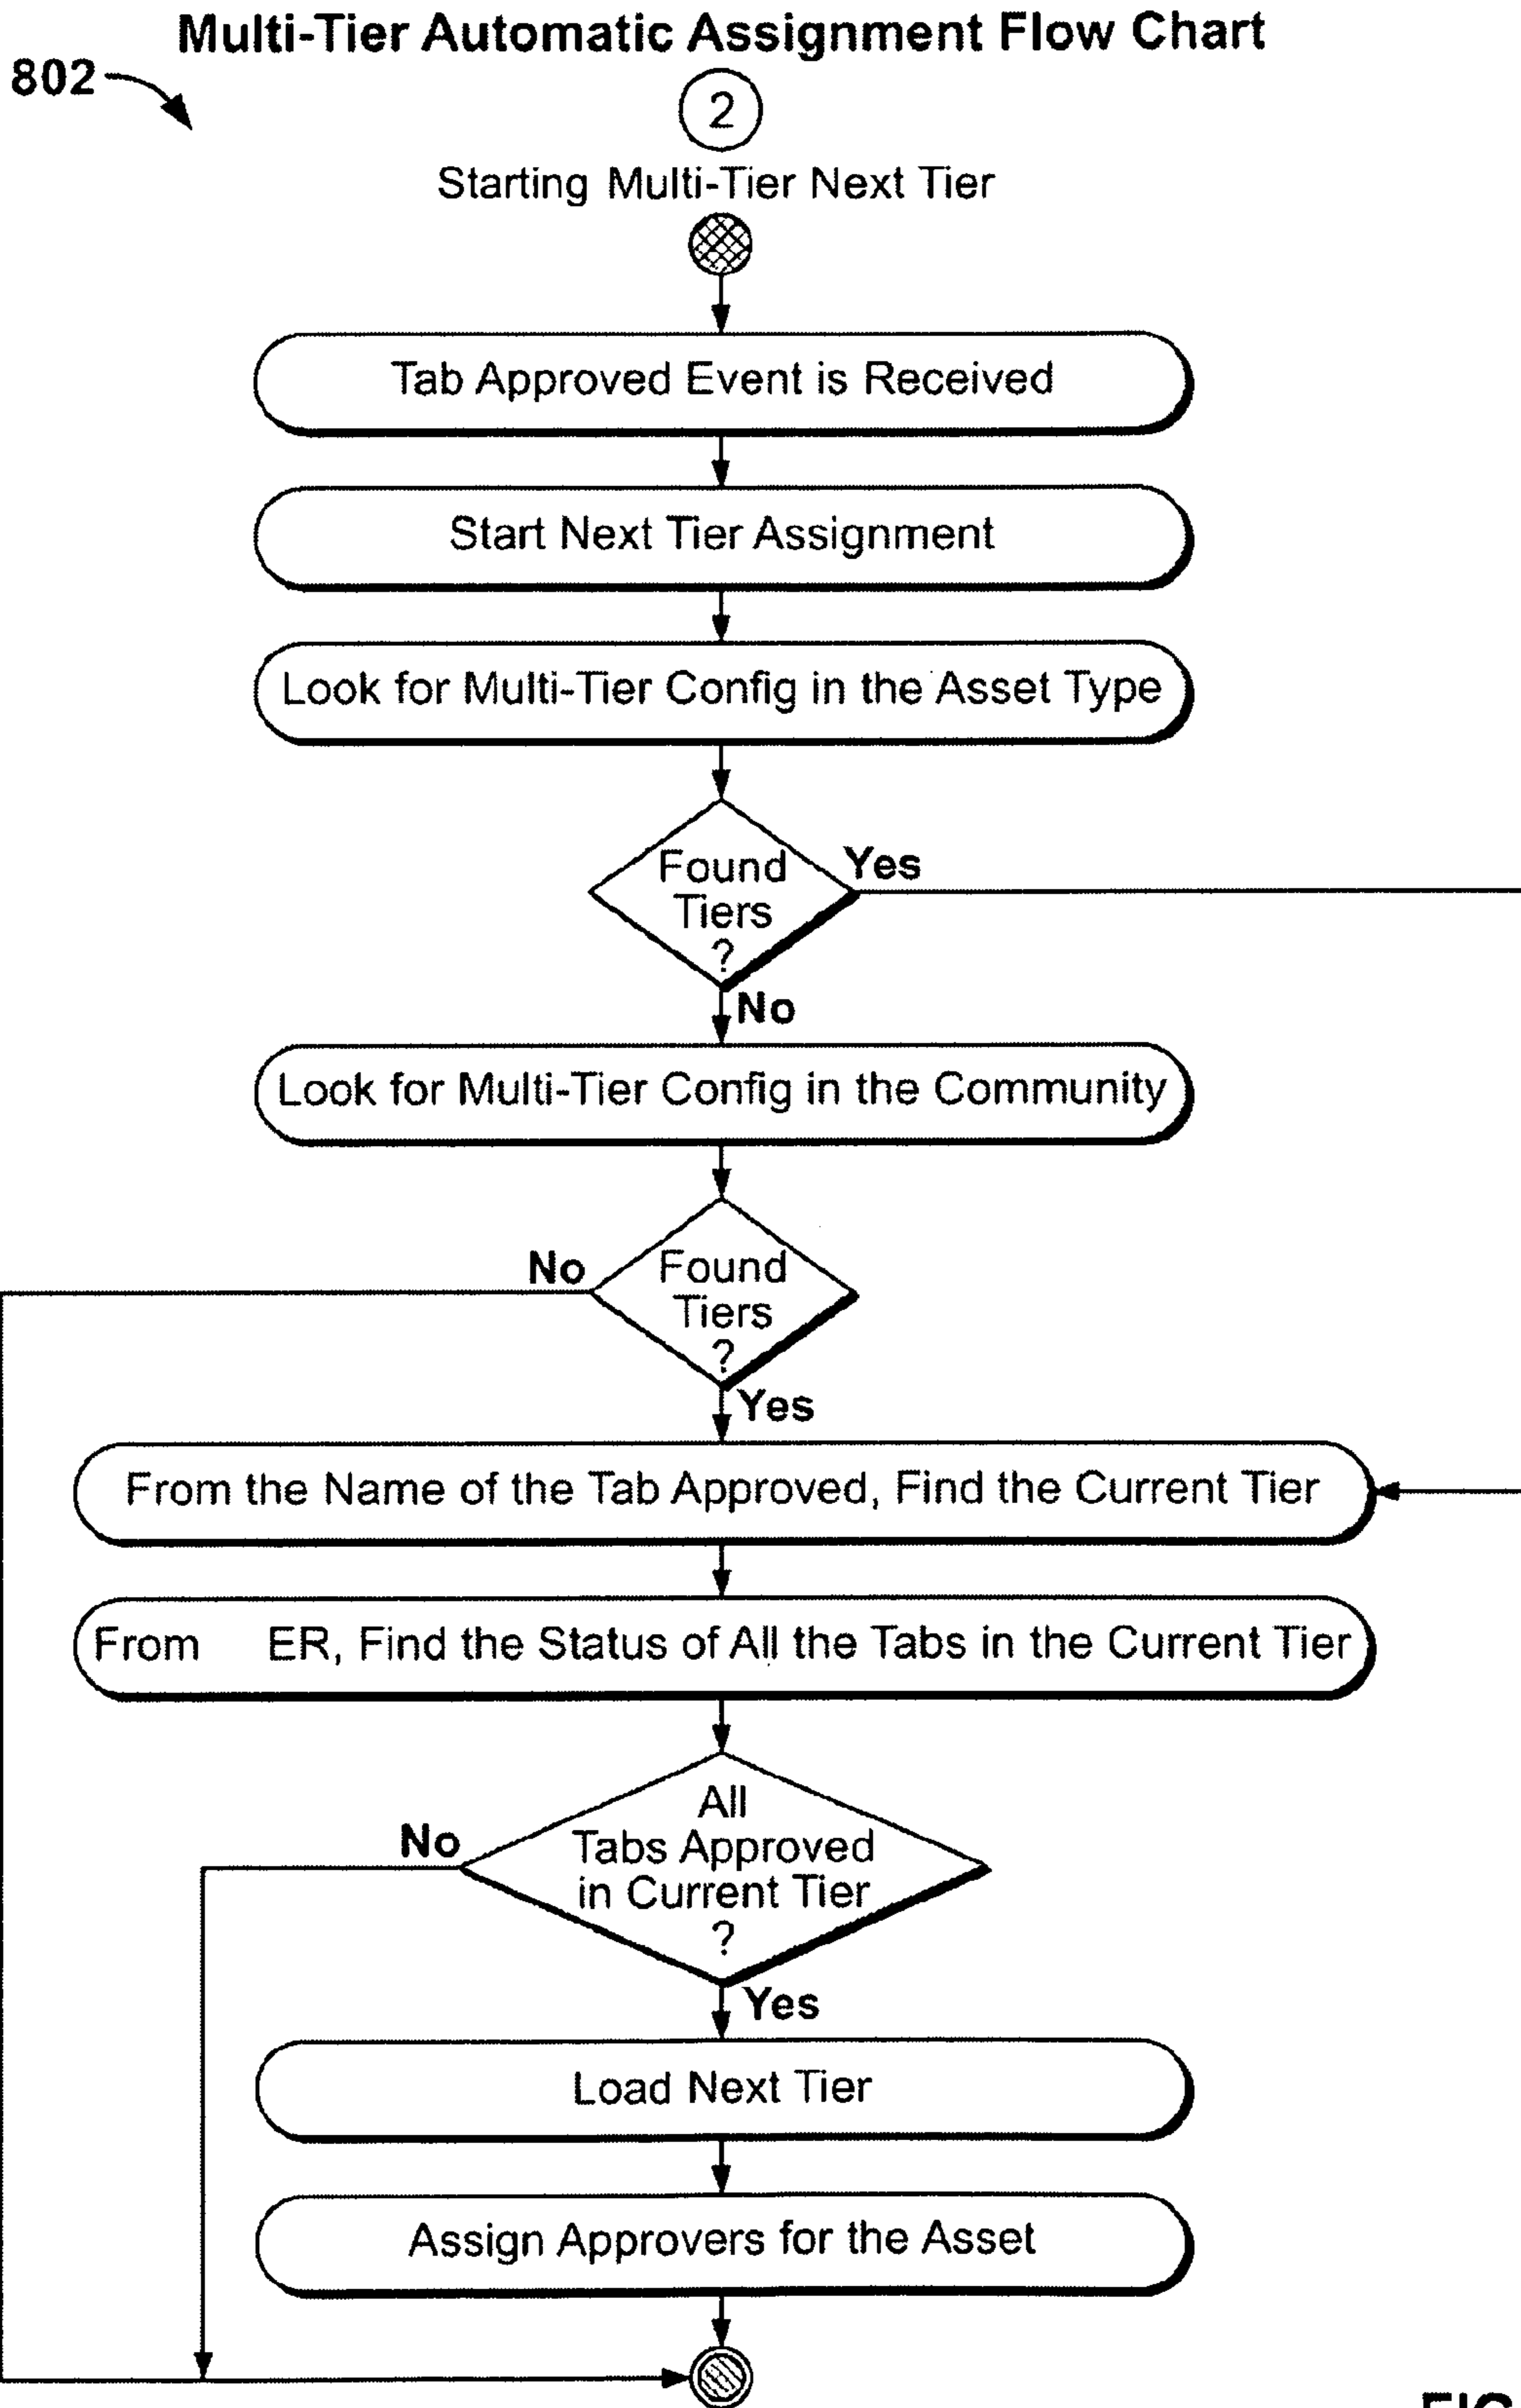 Multi-Tier Automatic Assignment Flow Chart
802
2
Starting Multi-Tier Next Tier
Tab Approved Event is Received
Start Next Tier Assignment
Look for Multi-Tier Config in the Asset Type
Found
Tiers
?
Yes
No
Look for Multi-Tier Config in the Community
No
Found
Tiers
?
Yes
From the Name of the Tab Approved, Find the Current Tier
From ER, Find the Status of All the Tabs in the Current Tier
No
All
Tabs Approved
in Current Tier
?
Yes
Load Next Tier
Assign Approvers for the Asset